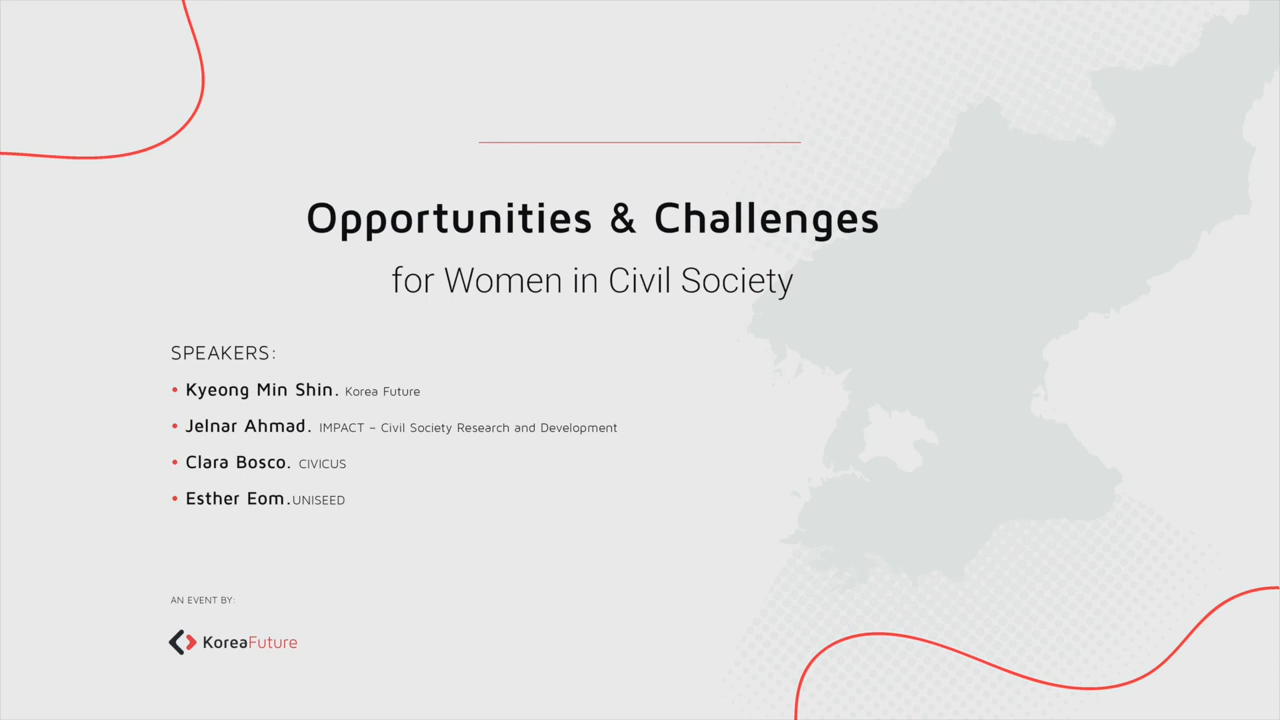 Opportunities & Challenges
for Women in Civil Society
SPEAKERS:
• Kyeong Min Shin. Korea Future
• Jelnar Ahmad. IMPACT – Civil Society Research and Development
• Clara Bosco. CIVICUS
• Esther Eom.UNISEED
AN EVENT BY:
KoreaFuture